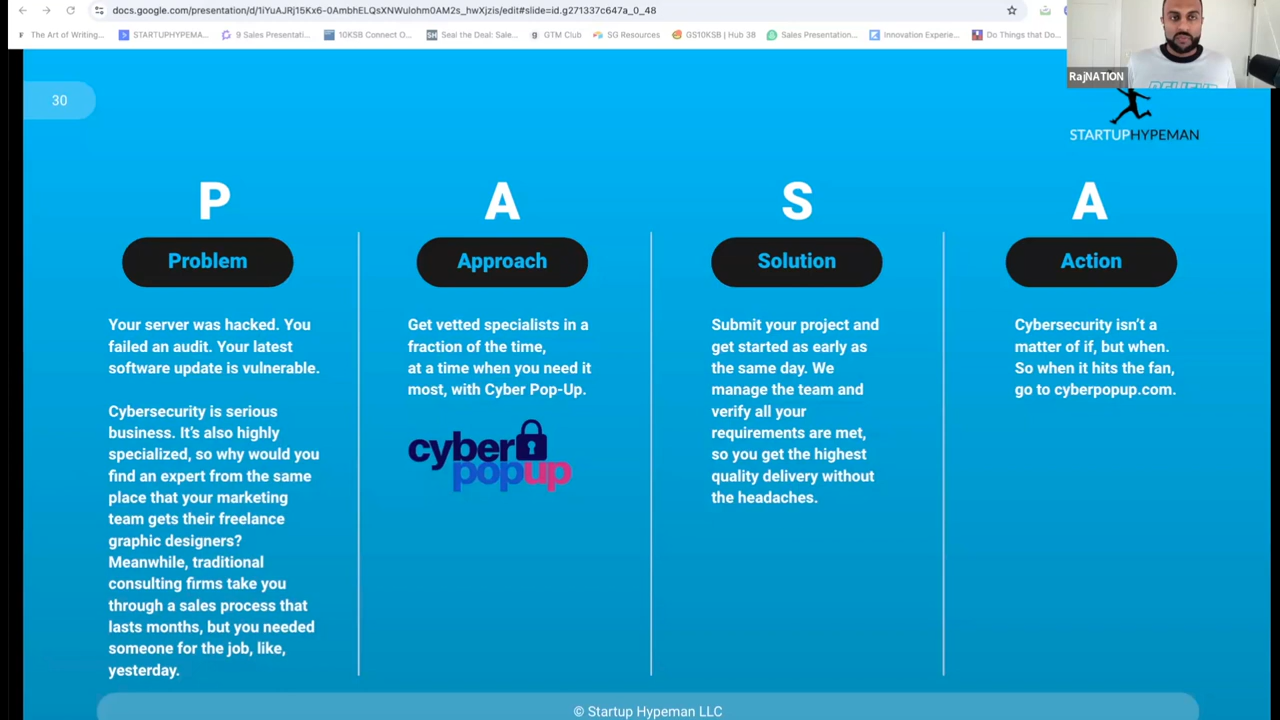 docs.google.com/presentation/d/1iYuAJRj15Kx6-0AmbhELQsXNWulohm0AM2s_hwXjzis/edit#slide=id.g271337c647a_0_48
The Art of Writing...
STARTUPHYPEMA...
9 Sales Presentati...
10KSB Connect O...
Seal the Deal: Sale...
GTM Club
SG Resources
GS10KSB | Hub 38
Sales Presentation...
Innovation Experie...
Do Things that Do...
RajNATION
30
STARTUPHYPEMAN
P
Problem
Your server was hacked. You
failed an audit. Your latest
software update is vulnerable.
Cybersecurity is serious
business. It's also highly
specialized, so why would you
find an expert from the same
place that your marketing
team gets their freelance
graphic designers?
Meanwhile, traditional
consulting firms take you
through a sales process that
lasts months, but you needed
someone for the job, like,
yesterday.
A
Approach
Get vetted specialists in a
fraction of the time,
at a time when you need it
most, with Cyber Pop-Up.
cyber
popup
S
Solution
Submit your project and
get started as early as
the same day. We
manage the team and
verify all your
requirements are met,
so you get the highest
quality delivery without
the headaches.
A
Action
Cybersecurity isn't a
matter of if, but when.
So when it hits the fan,
go to cyberpopup.com.
© Startup Hypeman LLC